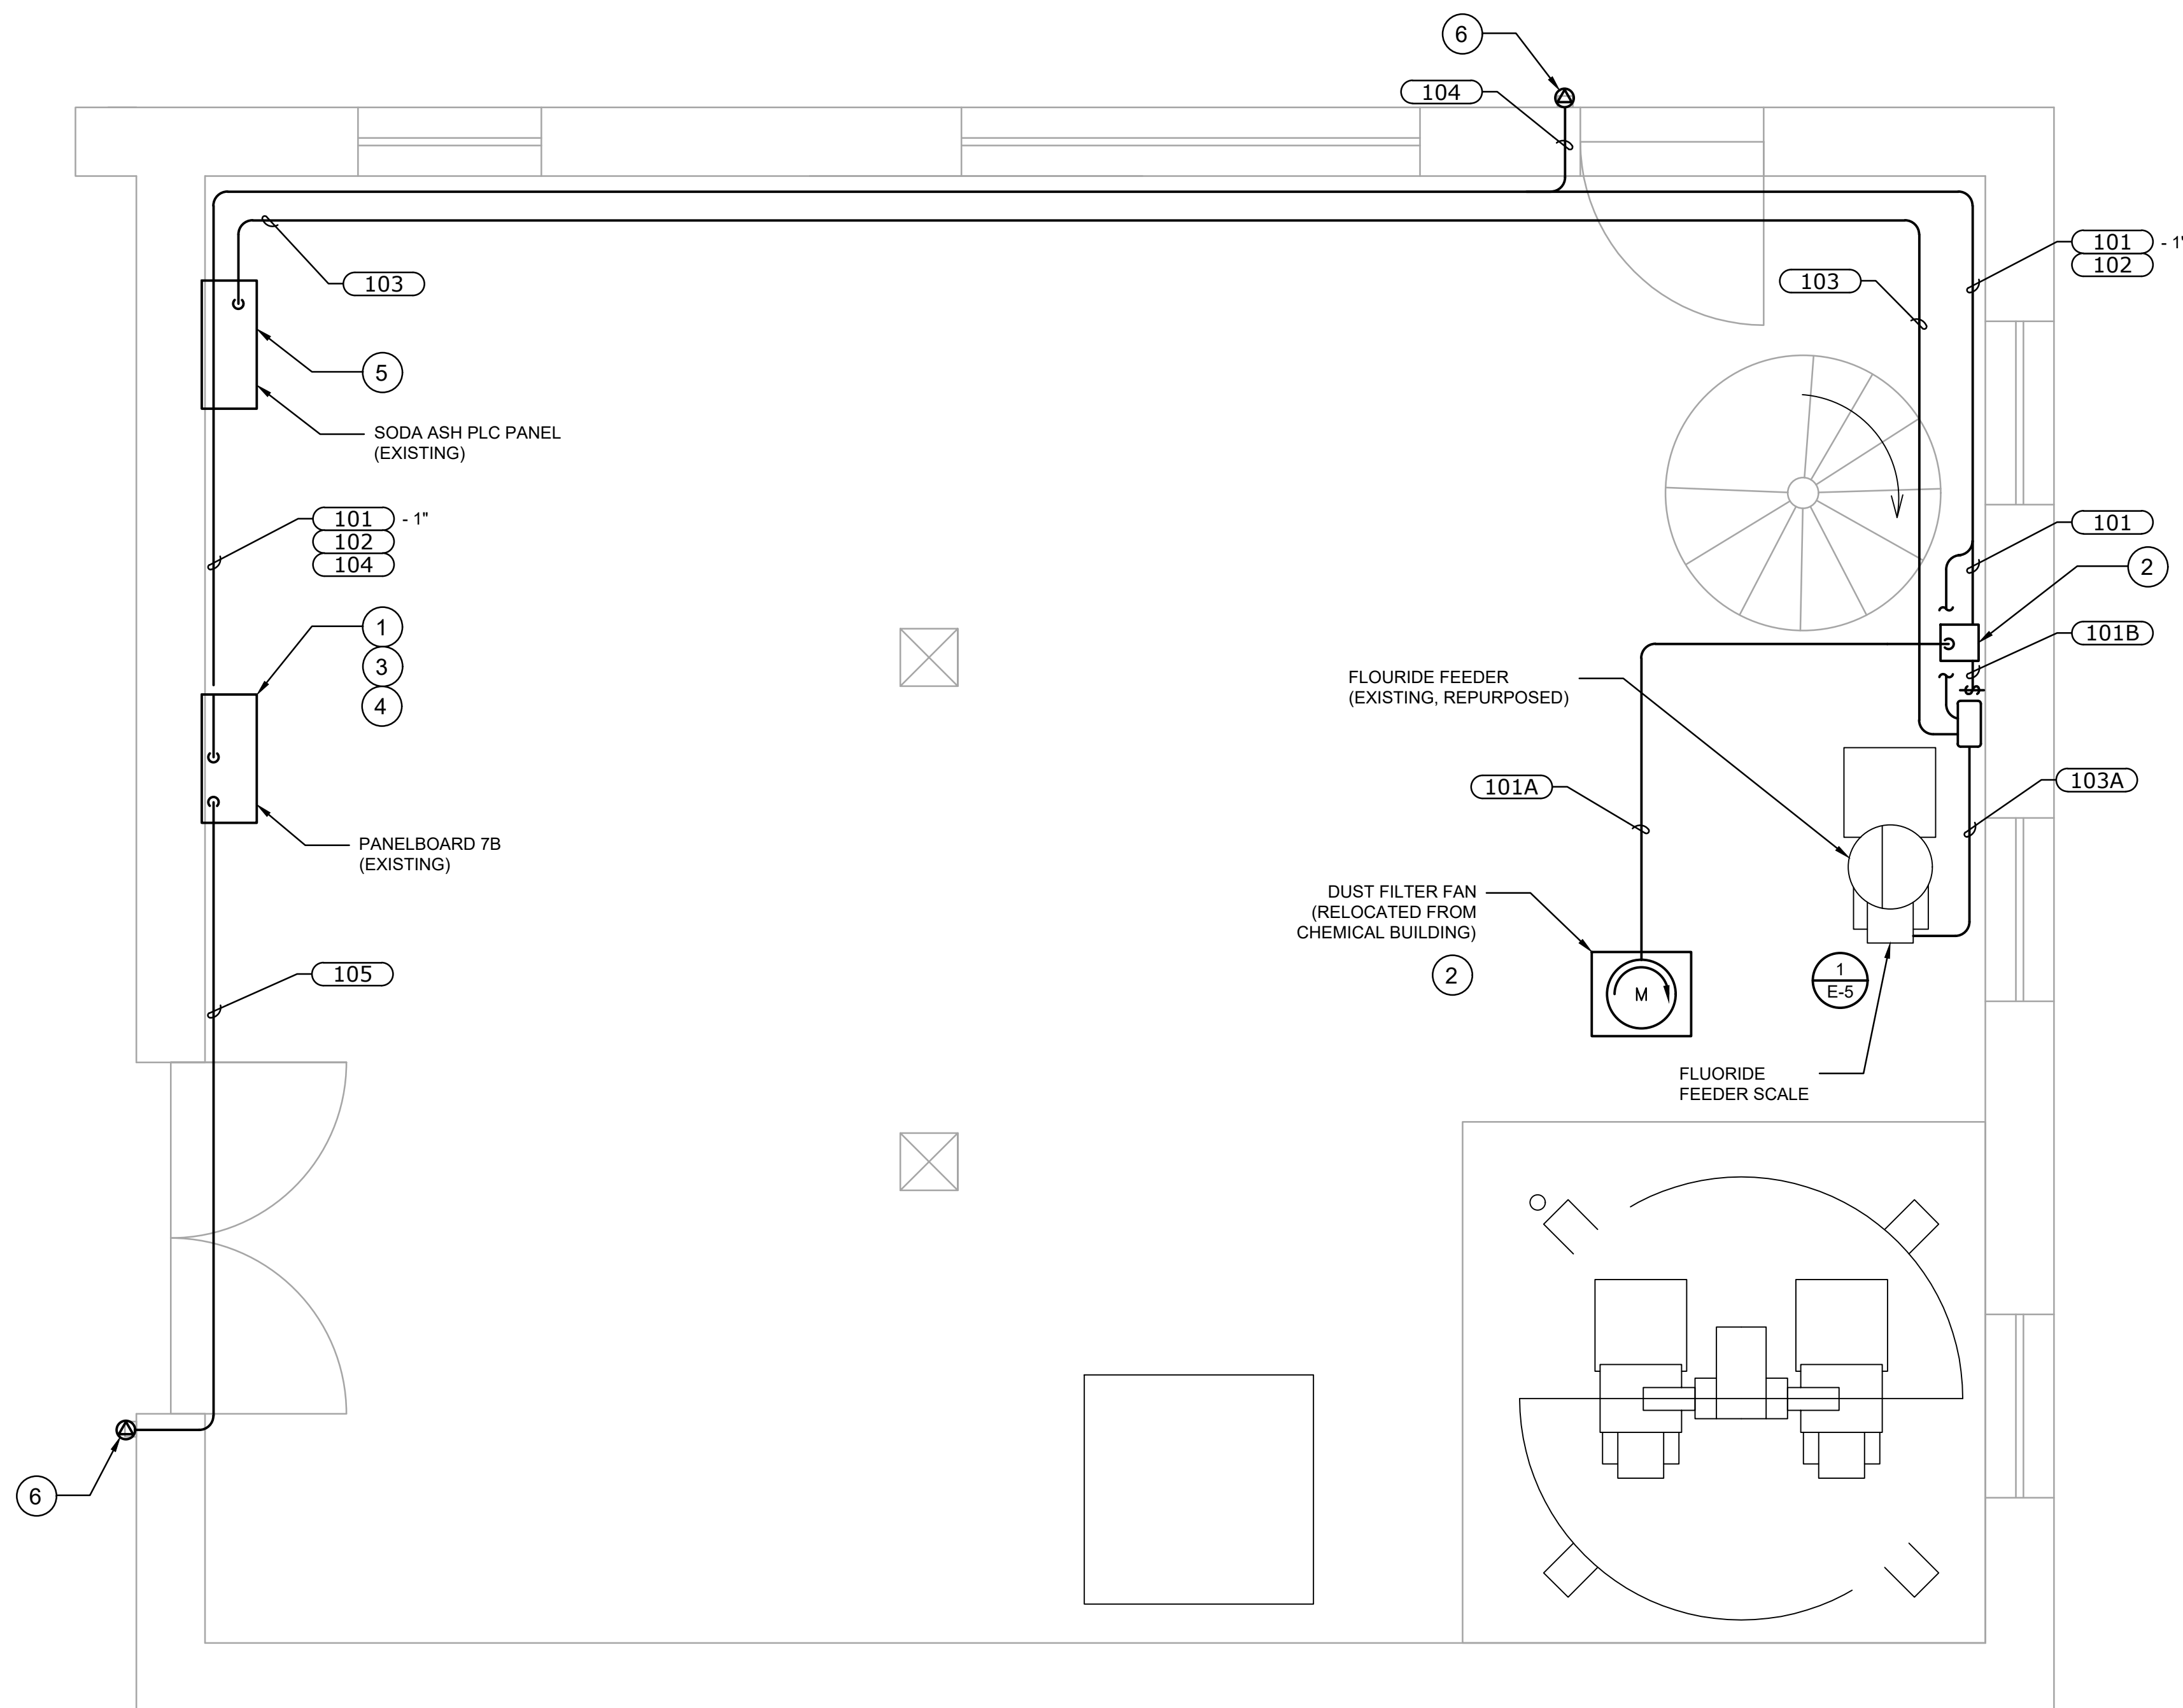 6
104
101 - 1"
102
103
103
5
SODA ASH PLC PANEL
(EXISTING)
101 - 1"
102
104
101
2
1
3
4
101B
FLOURIDE FEEDER
(EXISTING, REPURPOSED)
101A
103A
PANELBOARD 7B
(EXISTING)
DUST FILTER FAN
(RELOCATED FROM
CHEMICAL BUILDING)
2
105
M
1
E-5
FLUORIDE
FEEDER SCALE
6